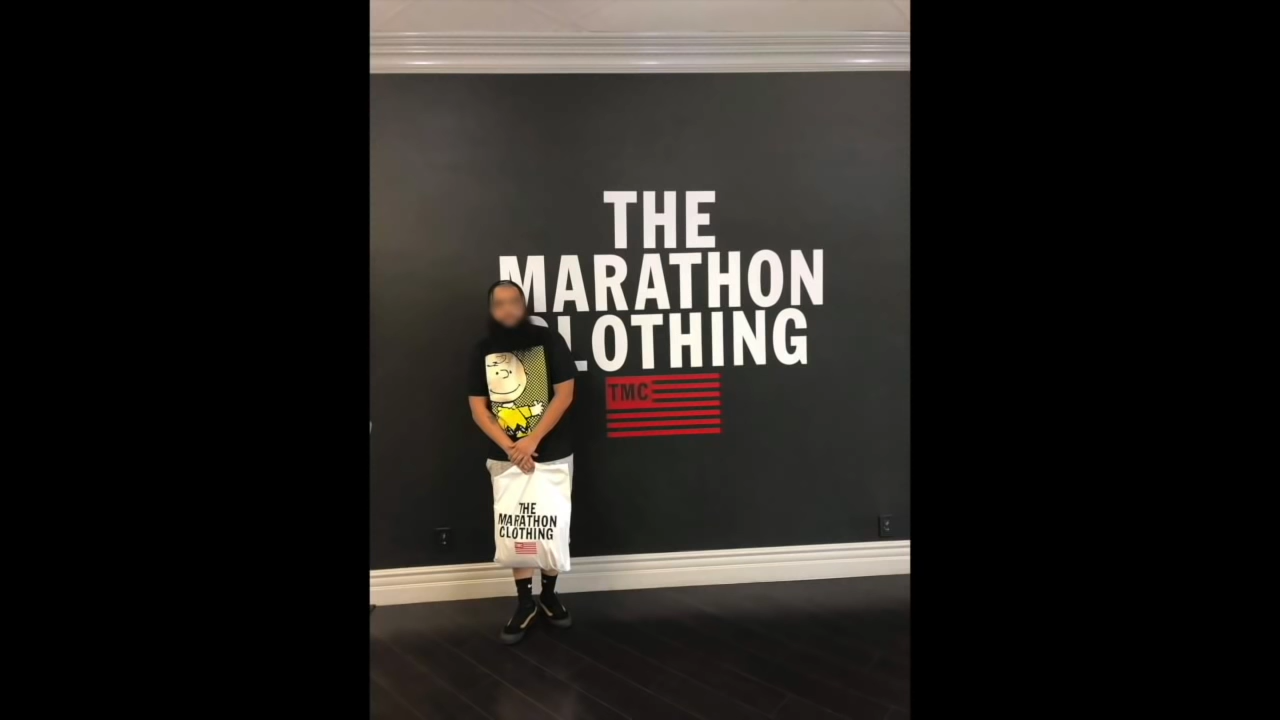 THE
MARATHON
CLOTHING
TMC
THE
MARATHON
CLOTHING